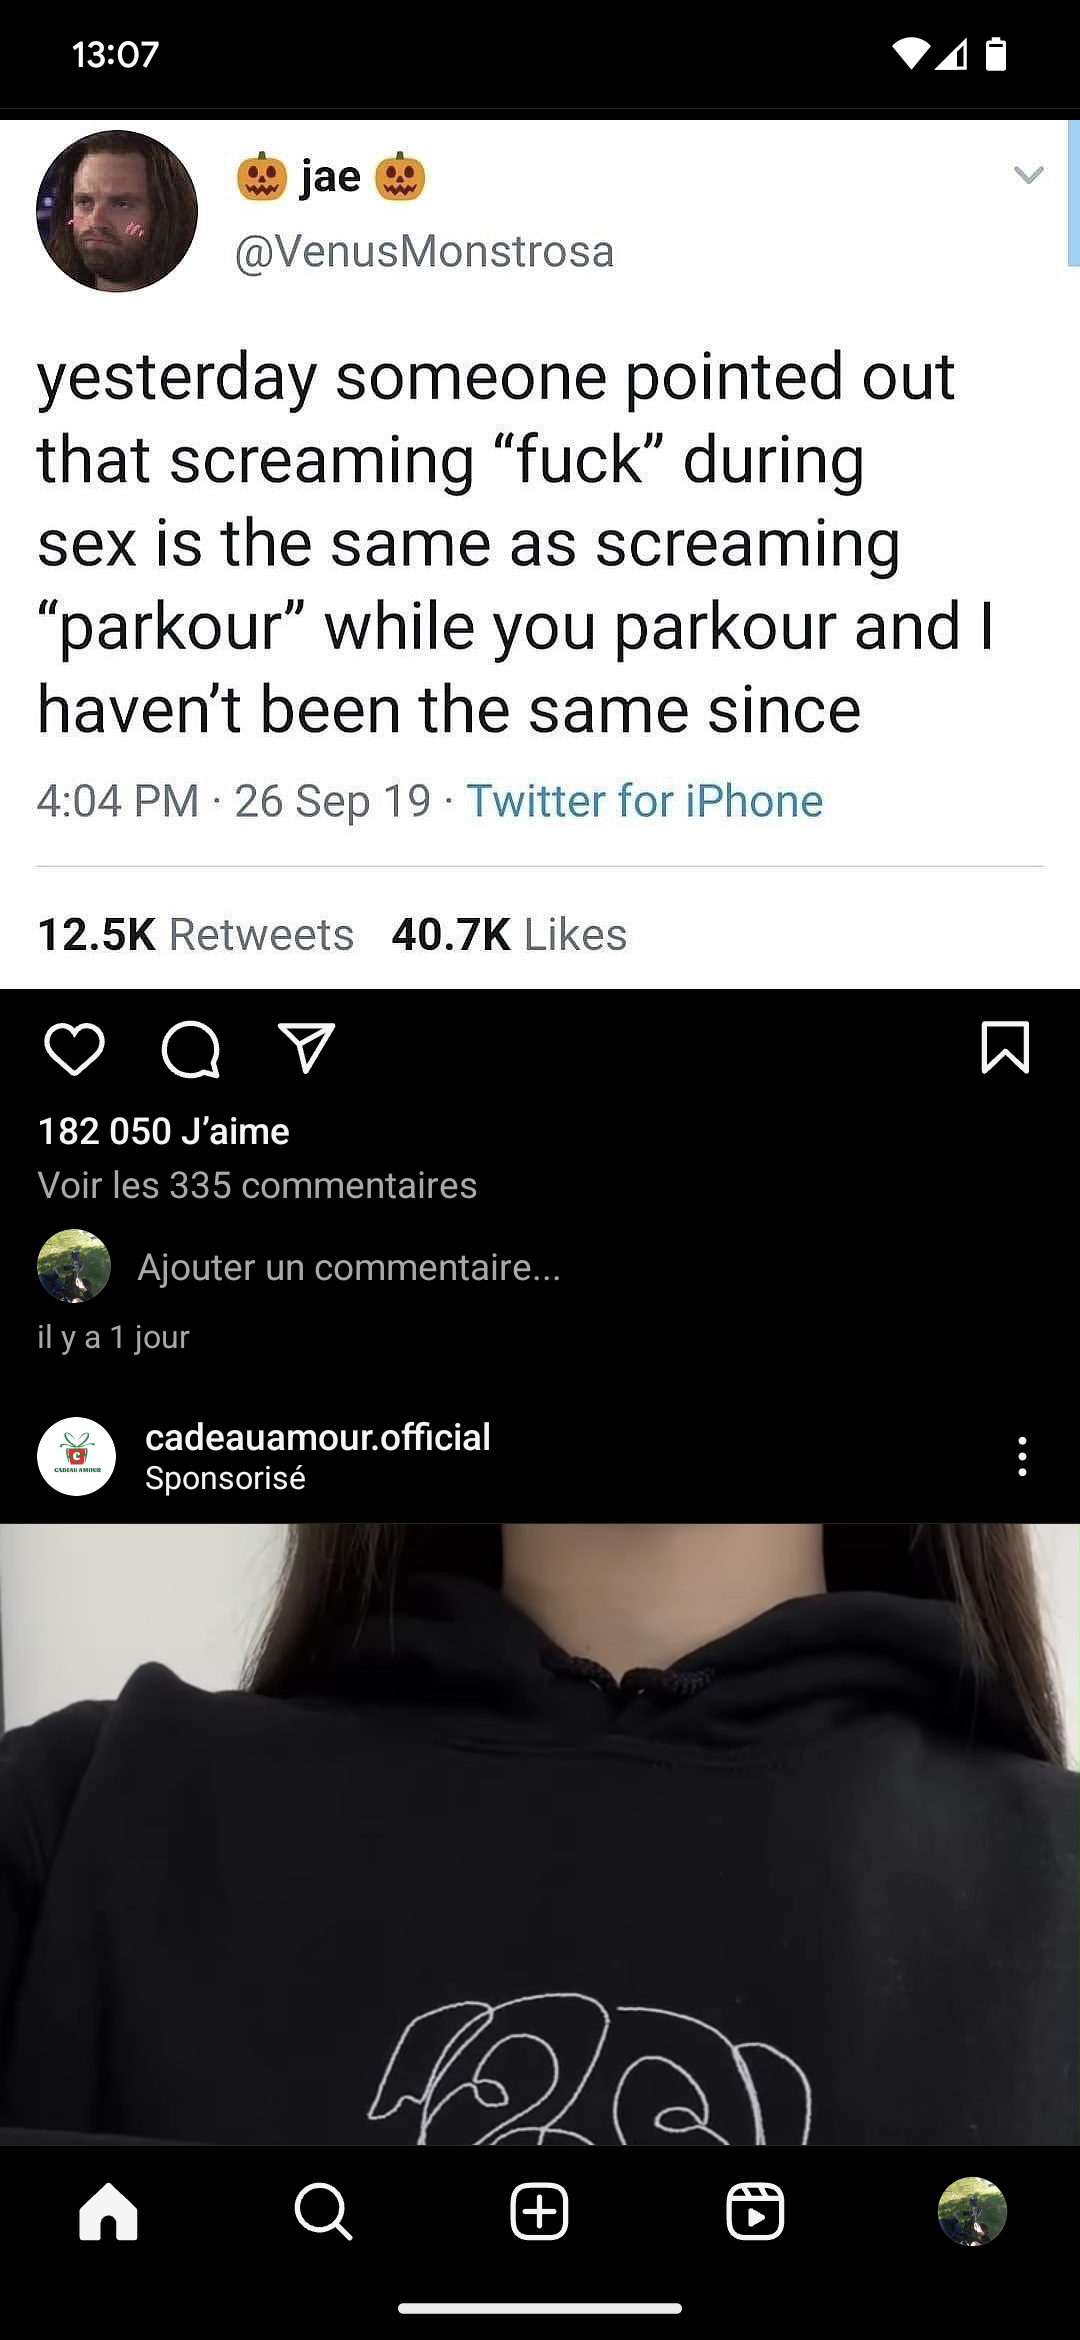 13:07
🎃 jae 🎃
@VenusMonstrosa
yesterday someone pointed out
that screaming “fuck” during
sex is the same as screaming
“parkour” while you parkour and I
haven’t been the same since
4:04 PM · 26 Sep 19 · Twitter for iPhone
12.5K Retweets 40.7K Likes
182 050 J’aime
Voir les 335 commentaires
Ajouter un commentaire...
il y a 1 jour
cadeauamour.official
Sponsorisé
C
CADEAU AMOUR